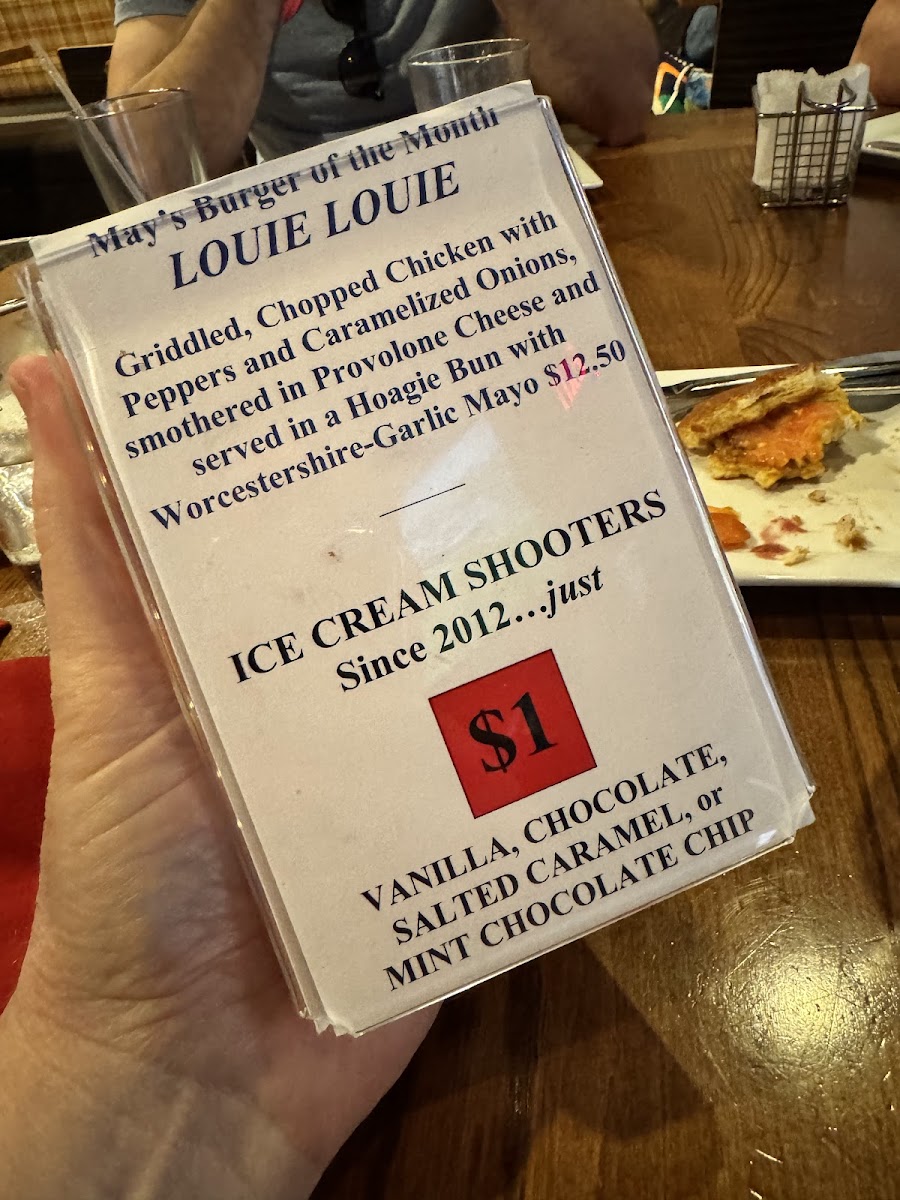 May's Burger of the Month
LOUIE LOUIE
Griddled, Chopped Chicken with
Peppers and Caramelized Onions,
smothered in Provolone Cheese and
served in a Hoagie Bun with
Worcestershire-Garlic Mayo $12.50
ICE CREAM SHOOTERS
Since 2012...just
$1
VANILLA, CHOCOLATE,
SALTED CARAMEL, or
MINT CHOCOLATE CHIP